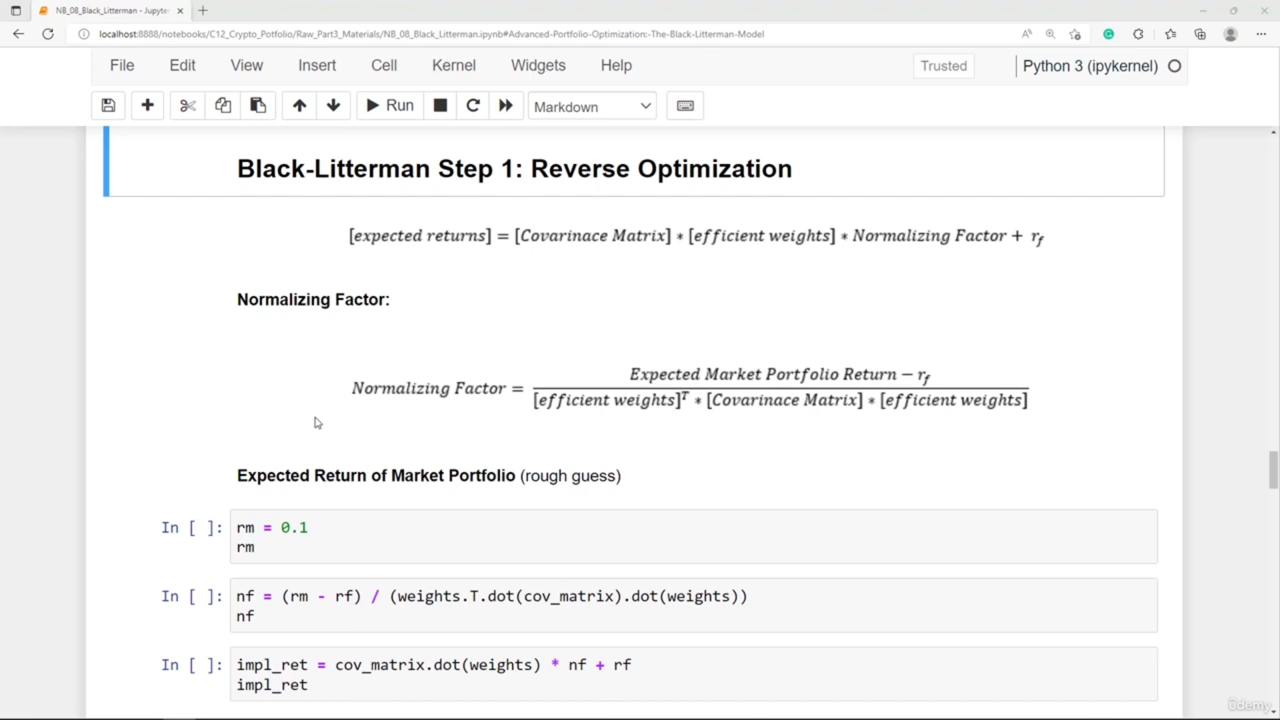 NB_08_Black_Litterman - Jupyter
localhost:8888/notebooks/C12_Crypto_Potfolio/Raw_Part3_Materials/NB_08_Black_Litterman.ipynb#Advanced-Portfolio-Optimization:-The-Black-Litterman-Model
File Edit View Insert Cell Kernel Widgets Help Trusted Python 3 (ipykernel)
Run Markdown
Black-Litterman Step 1: Reverse Optimization
[expected returns] = [Covarinace Matrix] * [efficient weights] * Normalizing Factor + r_f
Normalizing Factor:
Expected Market Portfolio Return − r_f
Normalizing Factor =
[efficient weights]^T * [Covarinace Matrix] * [efficient weights]
Expected Return of Market Portfolio (rough guess)
In [ ]: rm = 0.1
rm
In [ ]: nf = (rm - rf) / (weights.T.dot(cov_matrix).dot(weights))
nf
In [ ]: impl_ret = cov_matrix.dot(weights) * nf + rf
impl_ret
ûdemy